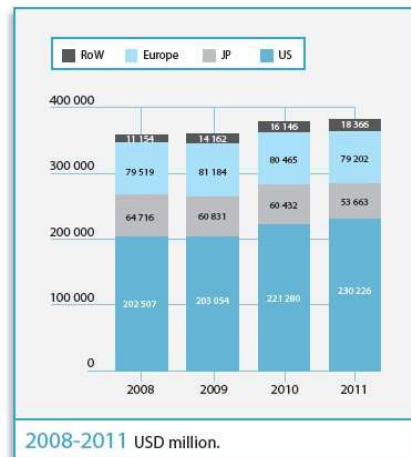 RoW Europe JP US
400 000
300 000
200 000
100 000
0
11 154 14 162 16 146 18 366
79 519 81 184 80 465 79 202
64 716 60 831 60 432 53 663
202 507 203 054 221 280 230 226
2008 2009 2010 2011
2008-2011 USD million.